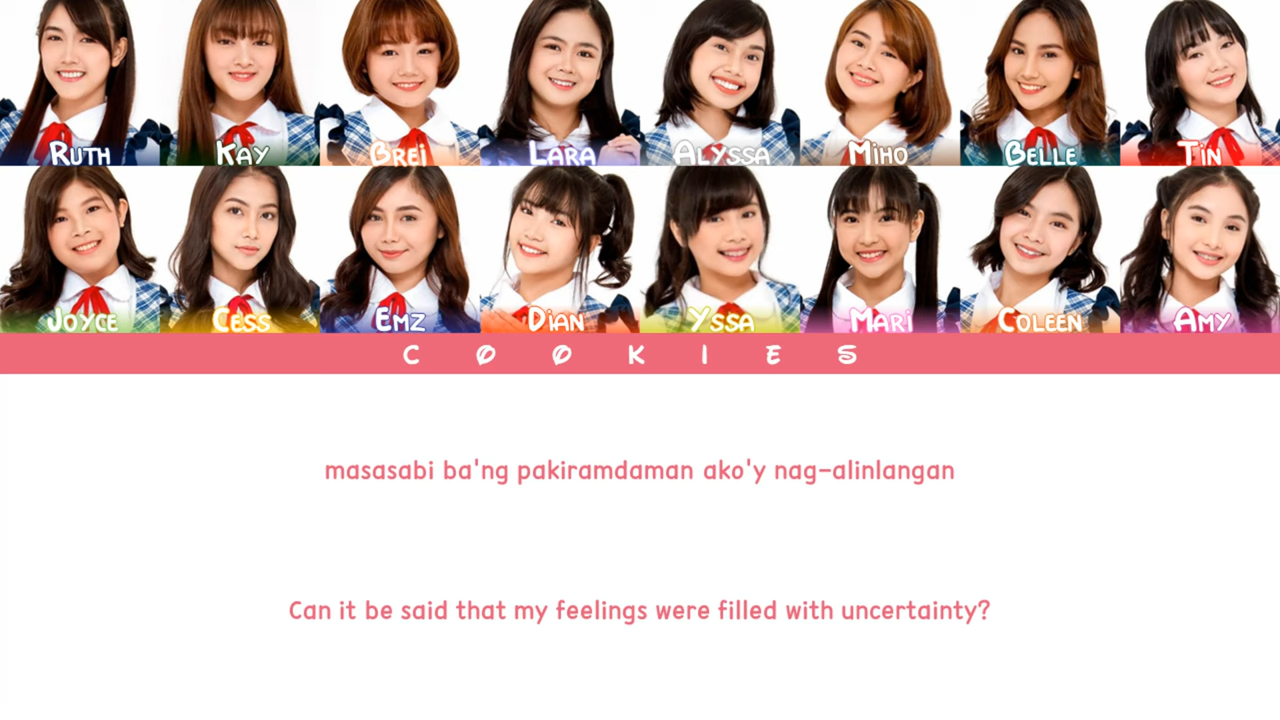 Ruth Kay Brei Lara Alyssa Miho Belle Tin
Joyce Cess Emz Dian Yssa Mari Coleen Amy
COOKIES
masasabi ba'ng pakiramdaman ako'y nag-alinlangan
Can it be said that my feelings were filled with uncertainty?